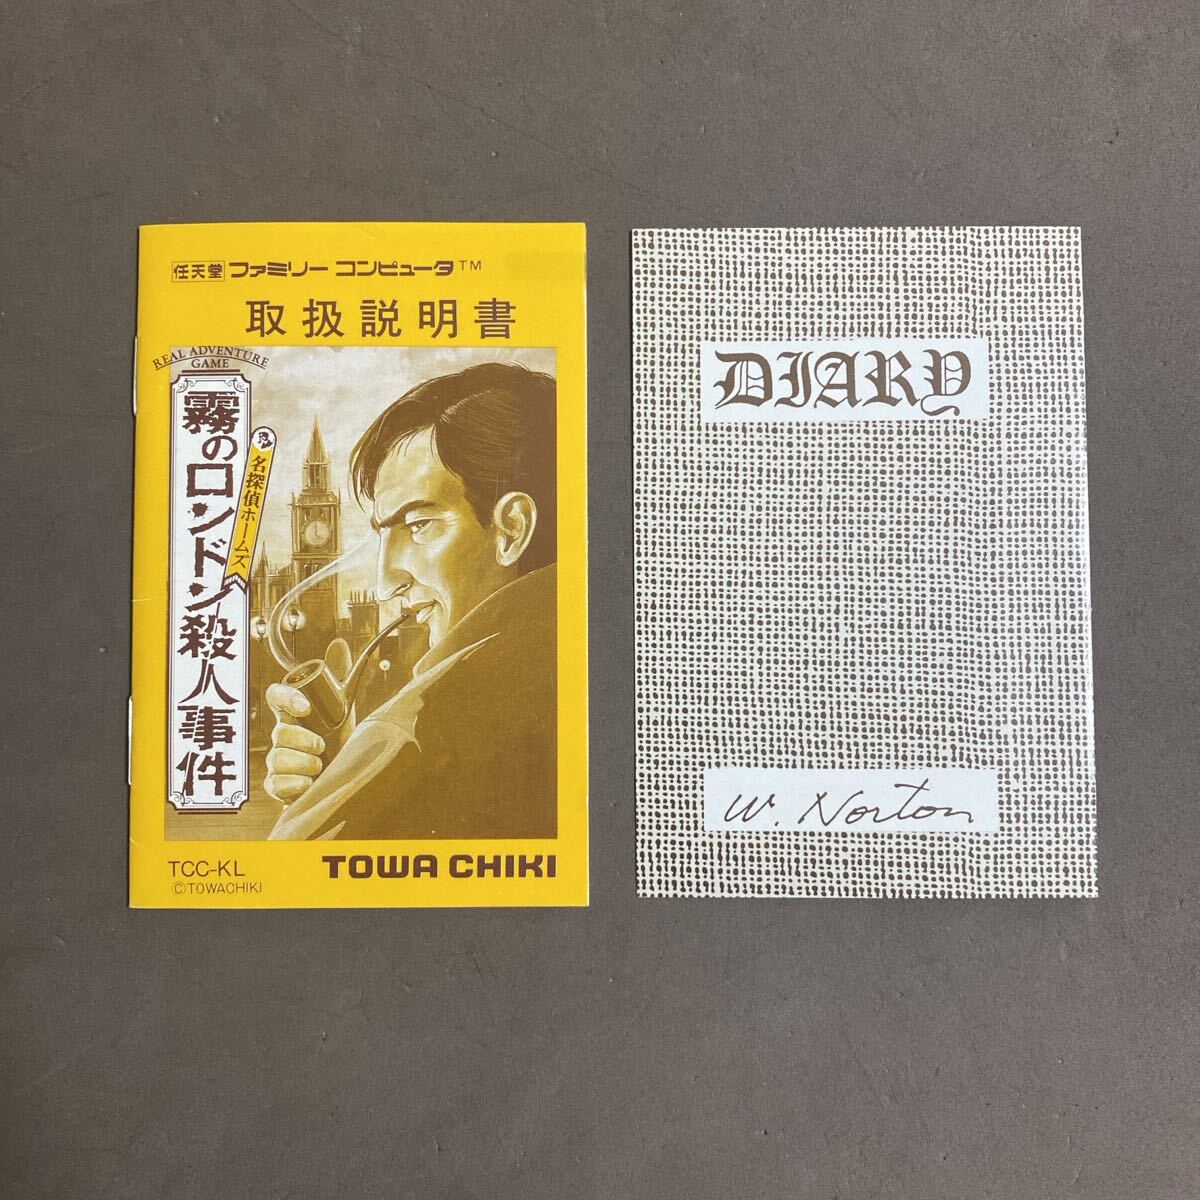 任天堂 ファミリー コンピュータ™
取扱説明書
REAL ADVENTURE
GAME
霧のロンドン殺人事件
名探偵ホームズ
TCC-KL
©TOWACHIKI
TOWA CHIKI
DIARY
W. Norton